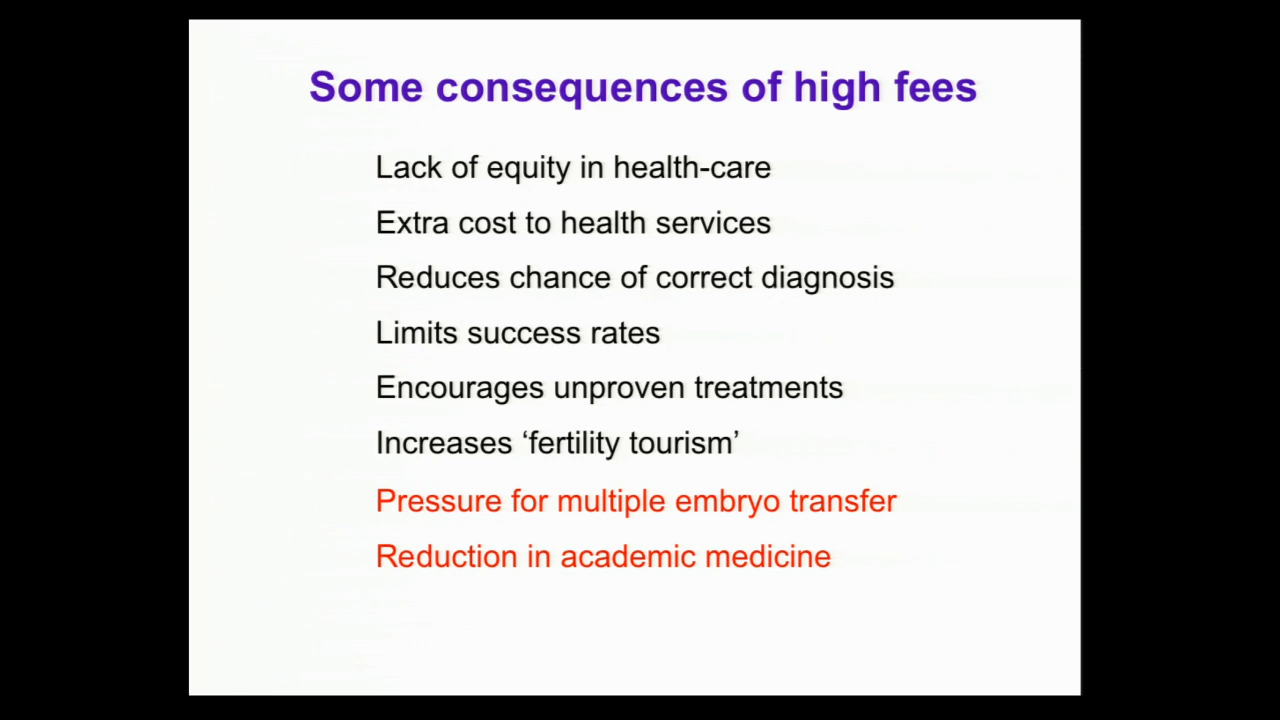 Some consequences of high fees
Lack of equity in health-care
Extra cost to health services
Reduces chance of correct diagnosis
Limits success rates
Encourages unproven treatments
Increases ‘fertility tourism’
Pressure for multiple embryo transfer
Reduction in academic medicine